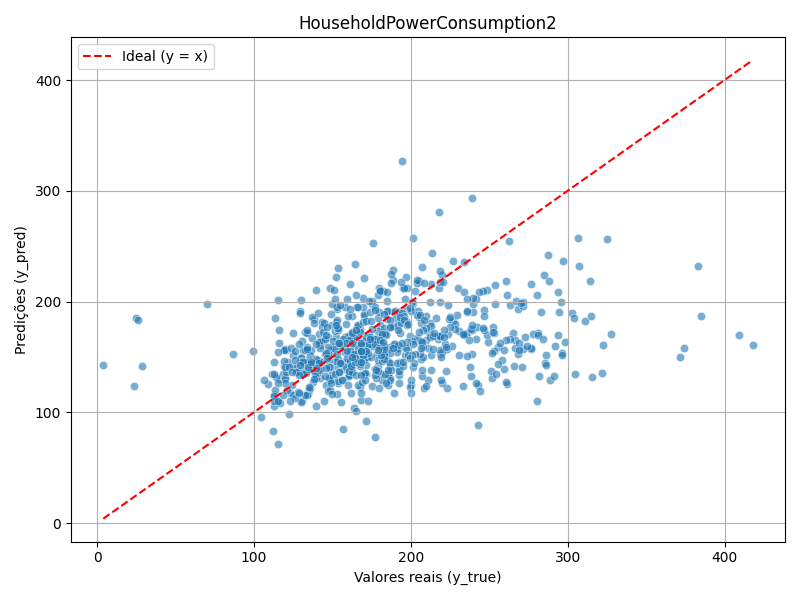 HouseholdPowerConsumption2
Ideal (y = x)
400
300
200
100
0
Predições (y_pred)
0 100 200 300 400
Valores reais (y_true)